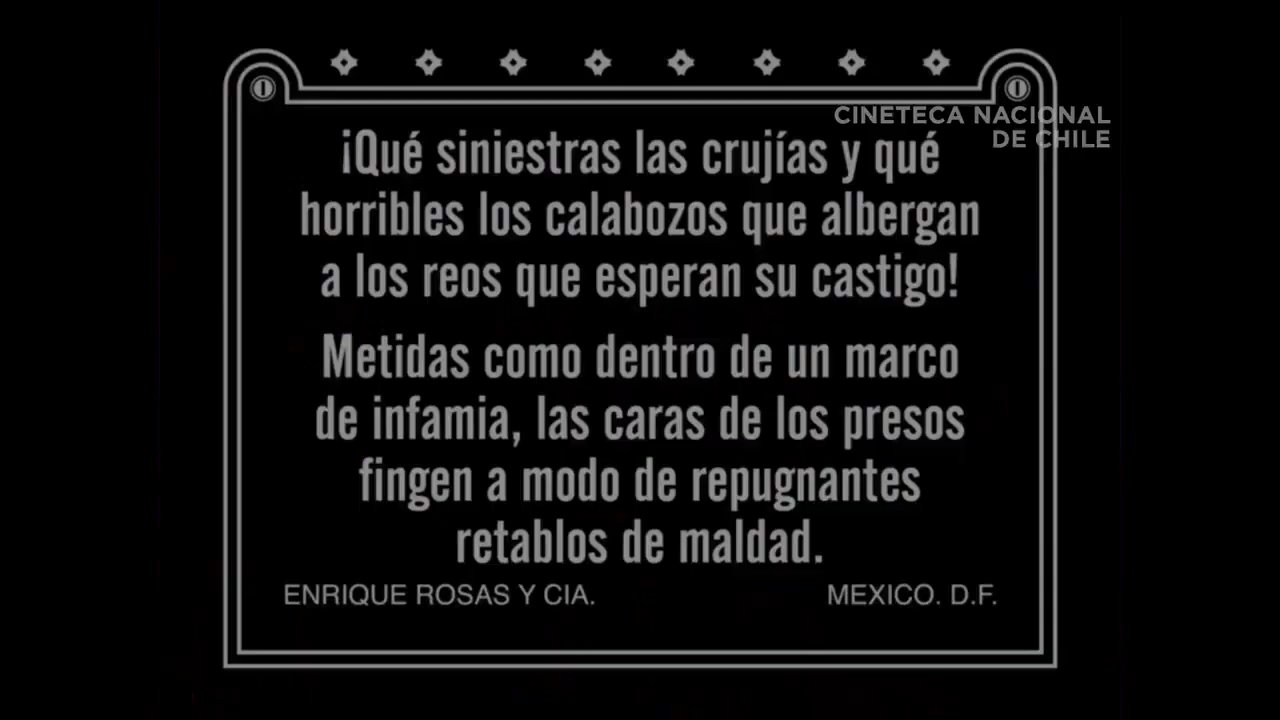 CINETECA NACIONAL
DE CHILE
¡Qué siniestras las crujías y qué
horribles los calabozos que albergan
a los reos que esperan su castigo!
Metidas como dentro de un marco
de infamia, las caras de los presos
fingen a modo de repugnantes
retablos de maldad.
ENRIQUE ROSAS Y CIA.
MEXICO. D.F.